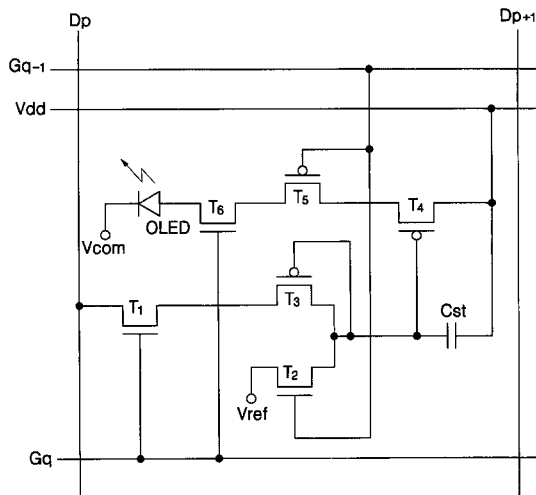 Dp
Dp+1
Gq-1
Vdd
T5
T4
T6
OLED
Vcom
T1
T3
Cst
T2
Vref
Gq